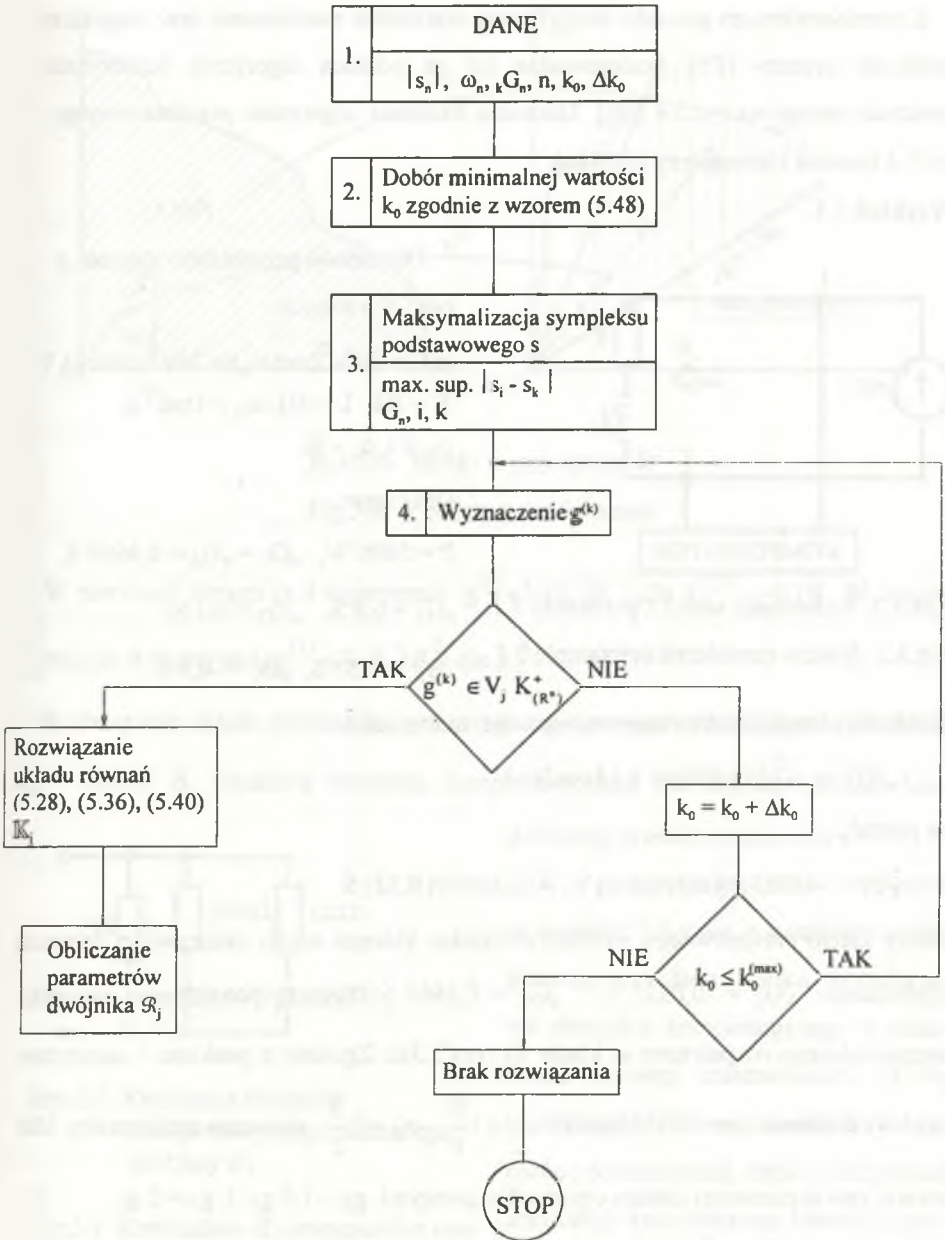 1.
DANE
|sₙ|, ωₙ, ₖGₙ, n, k₀, Δk₀
2.
Dobór minimalnej wartości
k₀ zgodnie z wzorem (5.48)
3.
Maksymalizacja sympleksu
podstawowego s
max. sup. |sᵢ - sₖ|
Gₙ, i, k
4. Wyznaczenie g⁽ᵏ⁾
TAK
g⁽ᵏ⁾ ∈ Vⱼ K⁺(R⁺)
NIE
Rozwiązanie
układu równań
(5.28), (5.36), (5.40)
𝕂ⱼ
k₀ = k₀ + Δk₀
Obliczanie
parametrów
dwójnika ℜⱼ
NIE
k₀ ≤ k₀⁽ᵐᵃˣ⁾
TAK
Brak rozwiązania
STOP